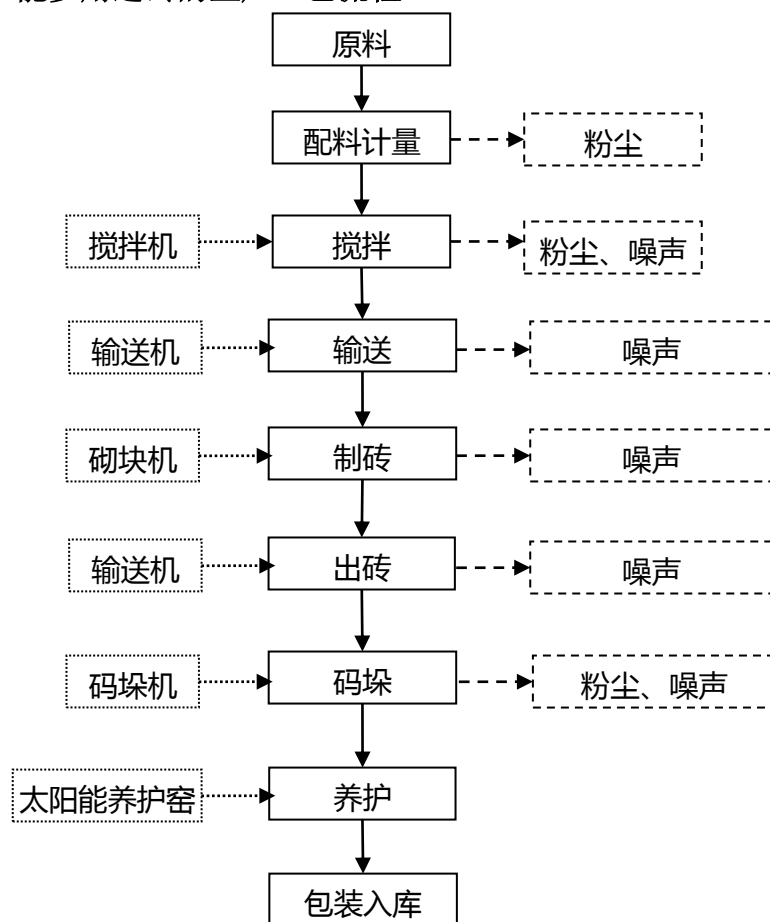 原料
配料计量
粉尘
搅拌机
搅拌
粉尘、噪声
输送机
输送
噪声
砌块机
制砖
噪声
输送机
出砖
噪声
码垛机
码垛
粉尘、噪声
太阳能养护窑
养护
包装入库